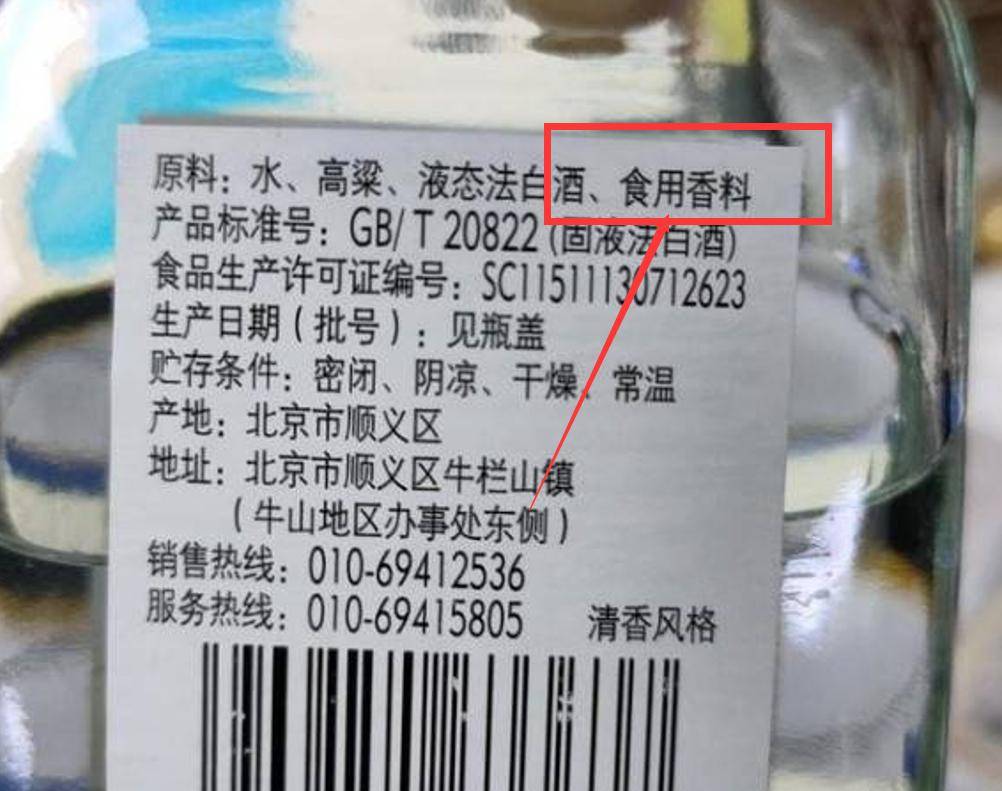 原料：水、高粱、液态法白酒、食用香料
产品标准号：GB/T 20822 (固液法白酒)
食品生产许可证编号：SC11511130712623
生产日期（批号）：见瓶盖
贮存条件：密闭、阴凉、干燥、常温
产地：北京市顺义区
地址：北京市顺义区牛栏山镇
（牛山地区办事处东侧）
销售热线：010-69412536
服务热线：010-69415805 清香风格